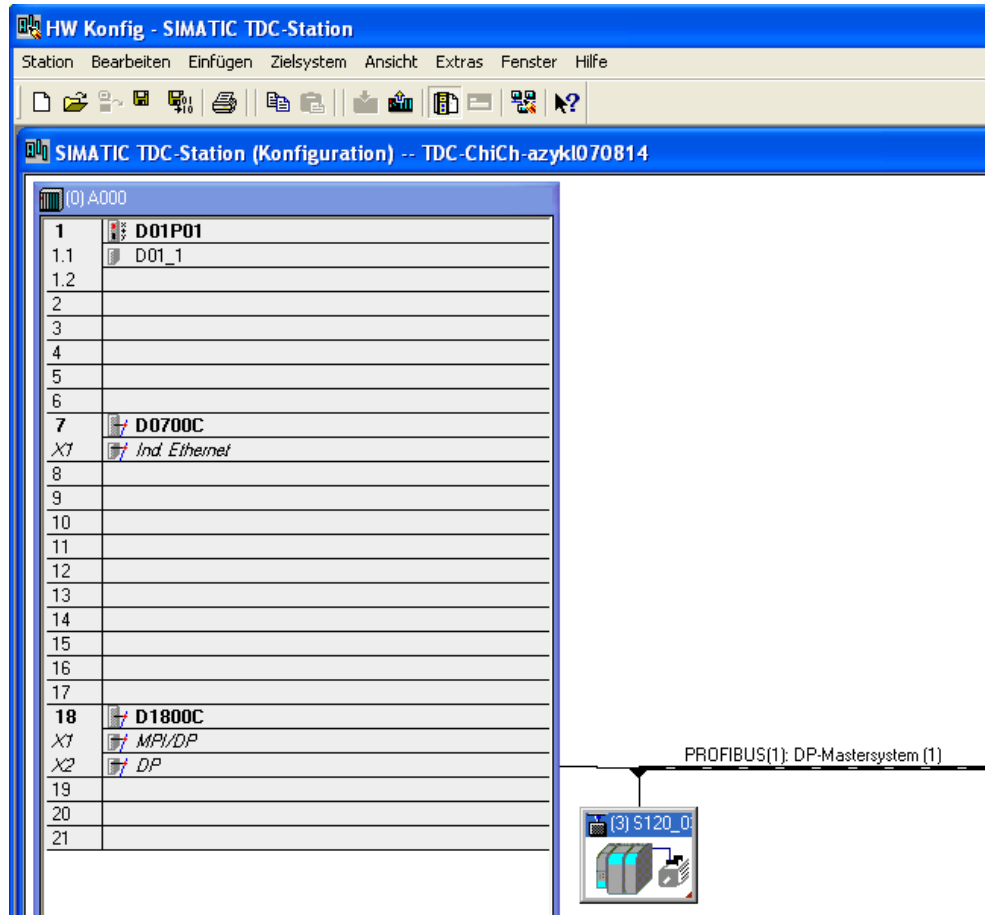 HW Konfig - SIMATIC TDC-Station
Station Bearbeiten Einfügen Zielsystem Ansicht Extras Fenster Hilfe
SIMATIC TDC-Station (Konfiguration) -- TDC-ChiCh-azykl070814
(0) A000
1 D01P01
1.1 D01_1
1.2
2
3
4
5
6
7 D0700C
X1 Ind. Ethernet
8
9
10
11
12
13
14
15
16
17
18 D1800C
X1 MPI/DP
X2 DP
PROFIBUS(1): DP-Mastersystem (1)
19
20
21
(3) S120_0